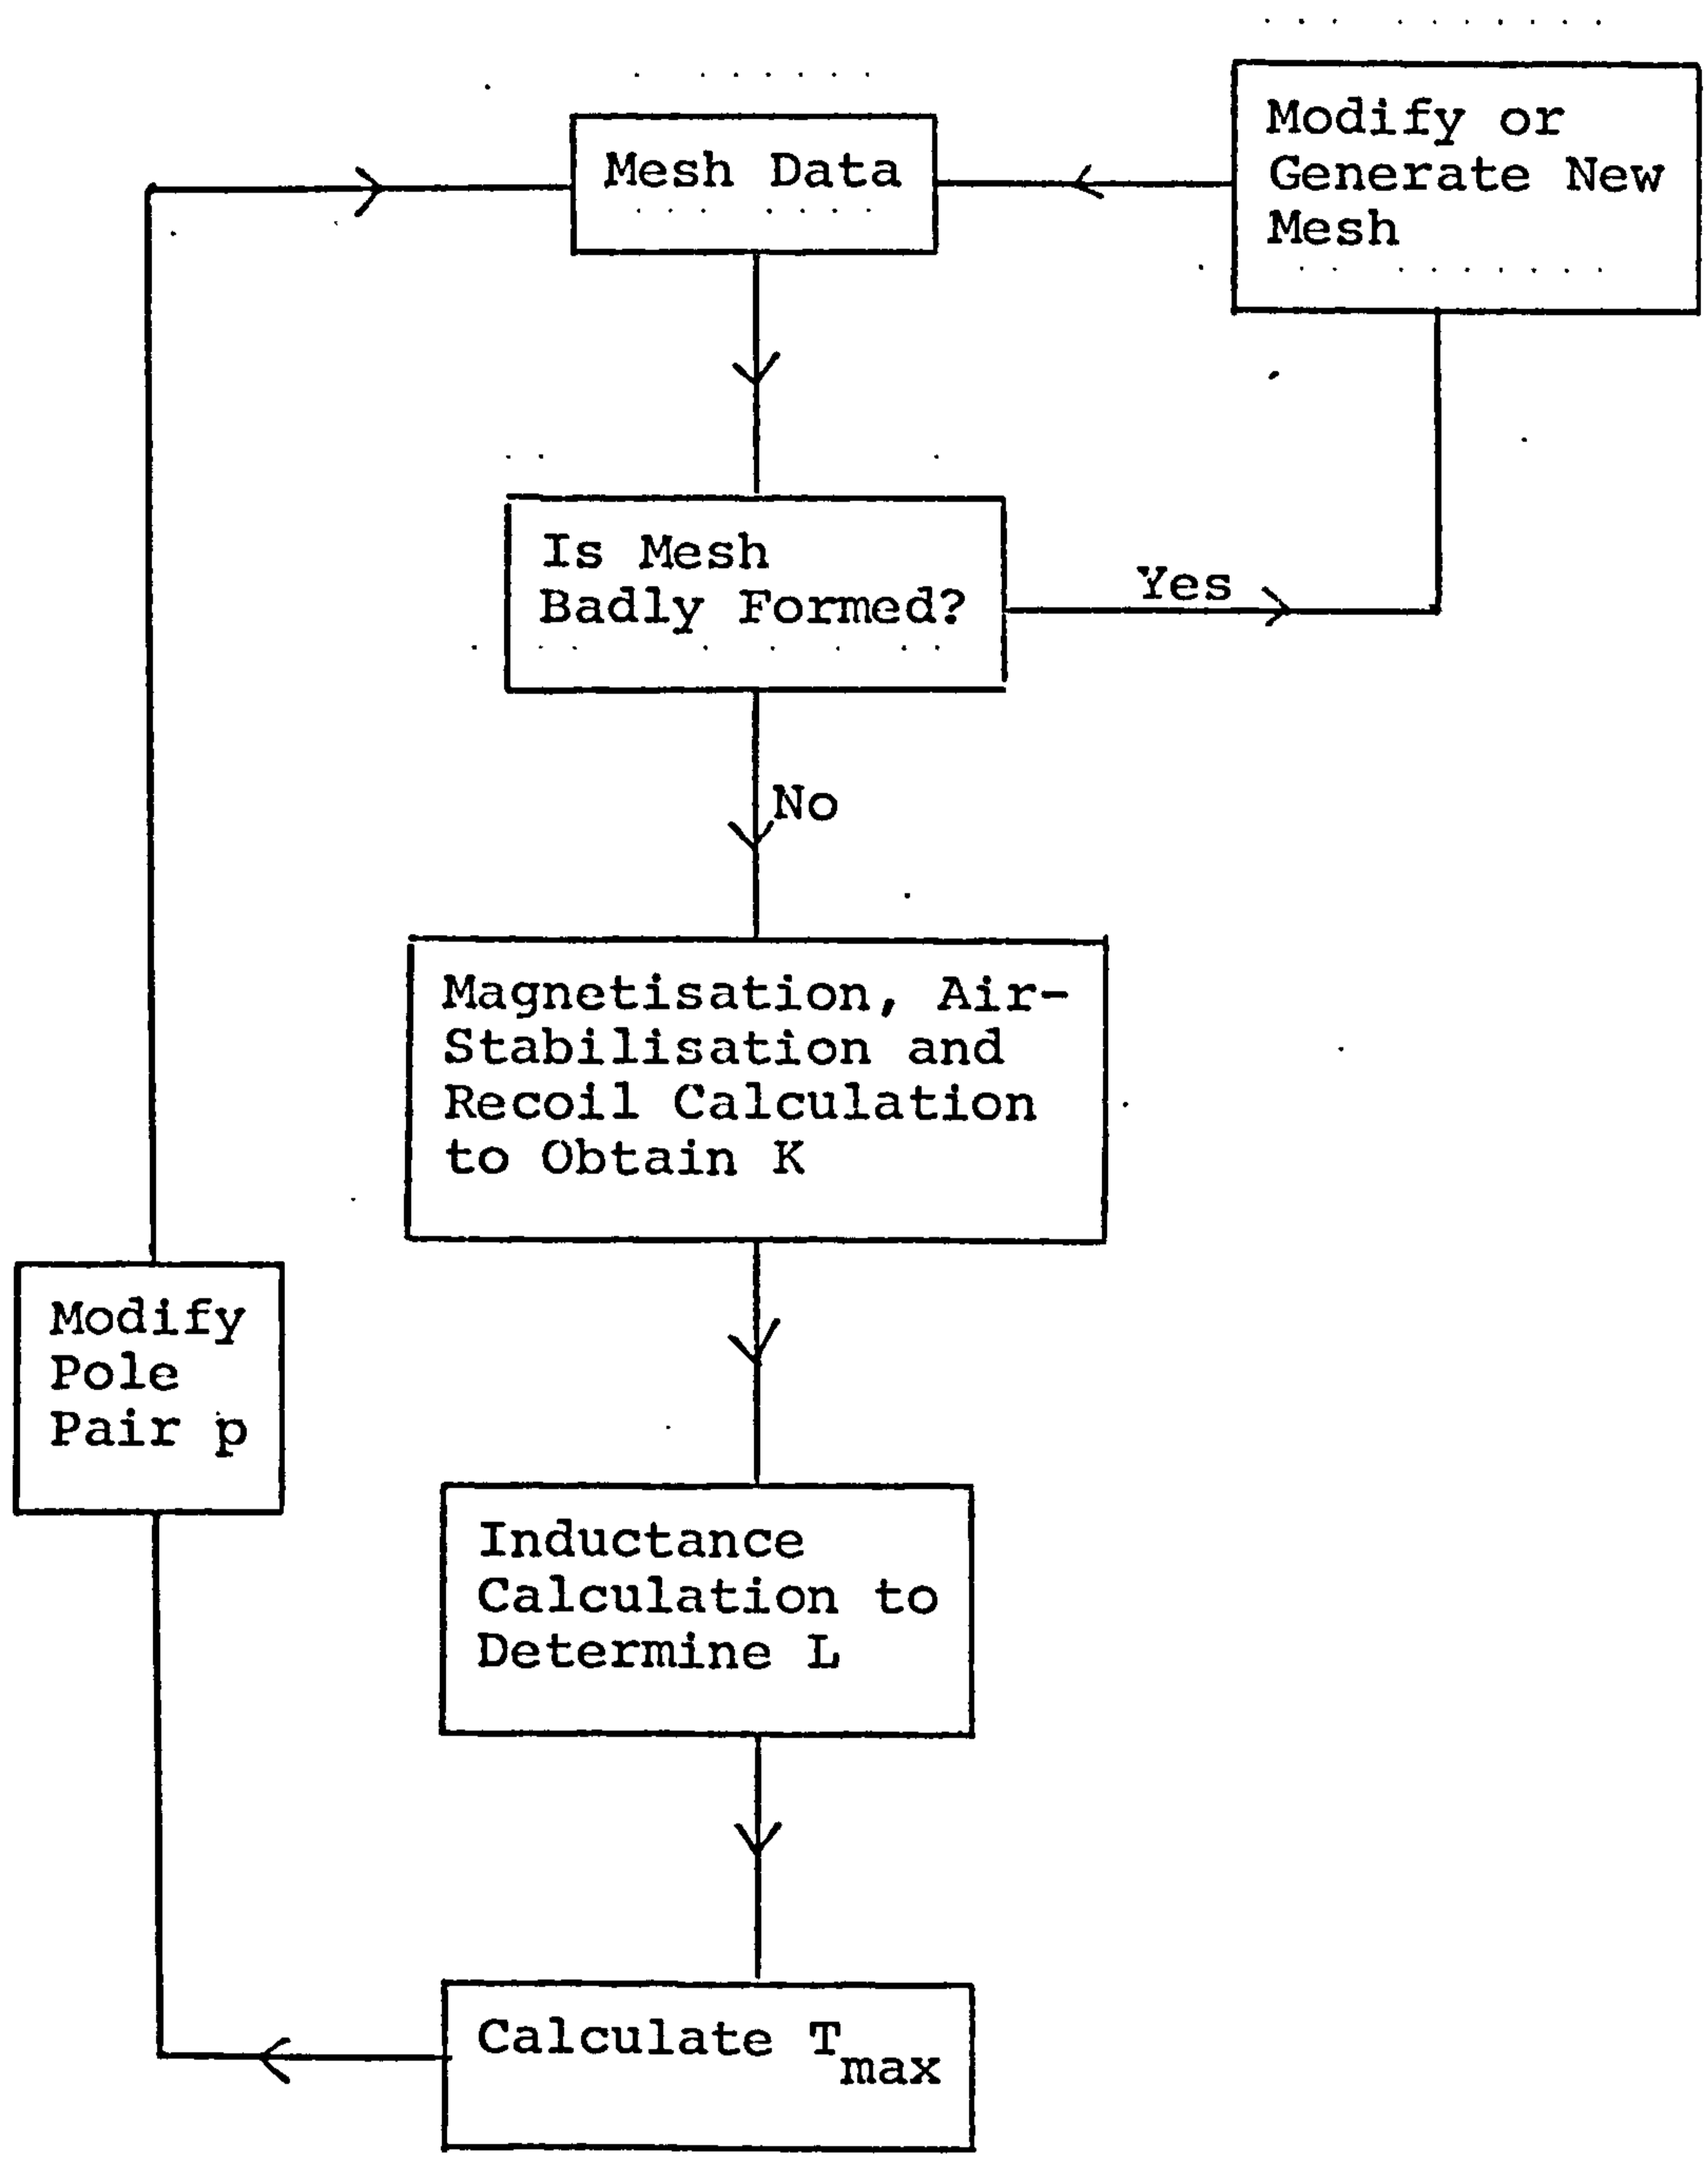 Mesh Data
Modify or
Generate New
Mesh
Is Mesh
Badly Formed?
Yes
No
Magnetisation, Air-
Stabilisation and
Recoil Calculation
to Obtain K
Modify
Pole
Pair p
Inductance
Calculation to
Determine L
Calculate T
max